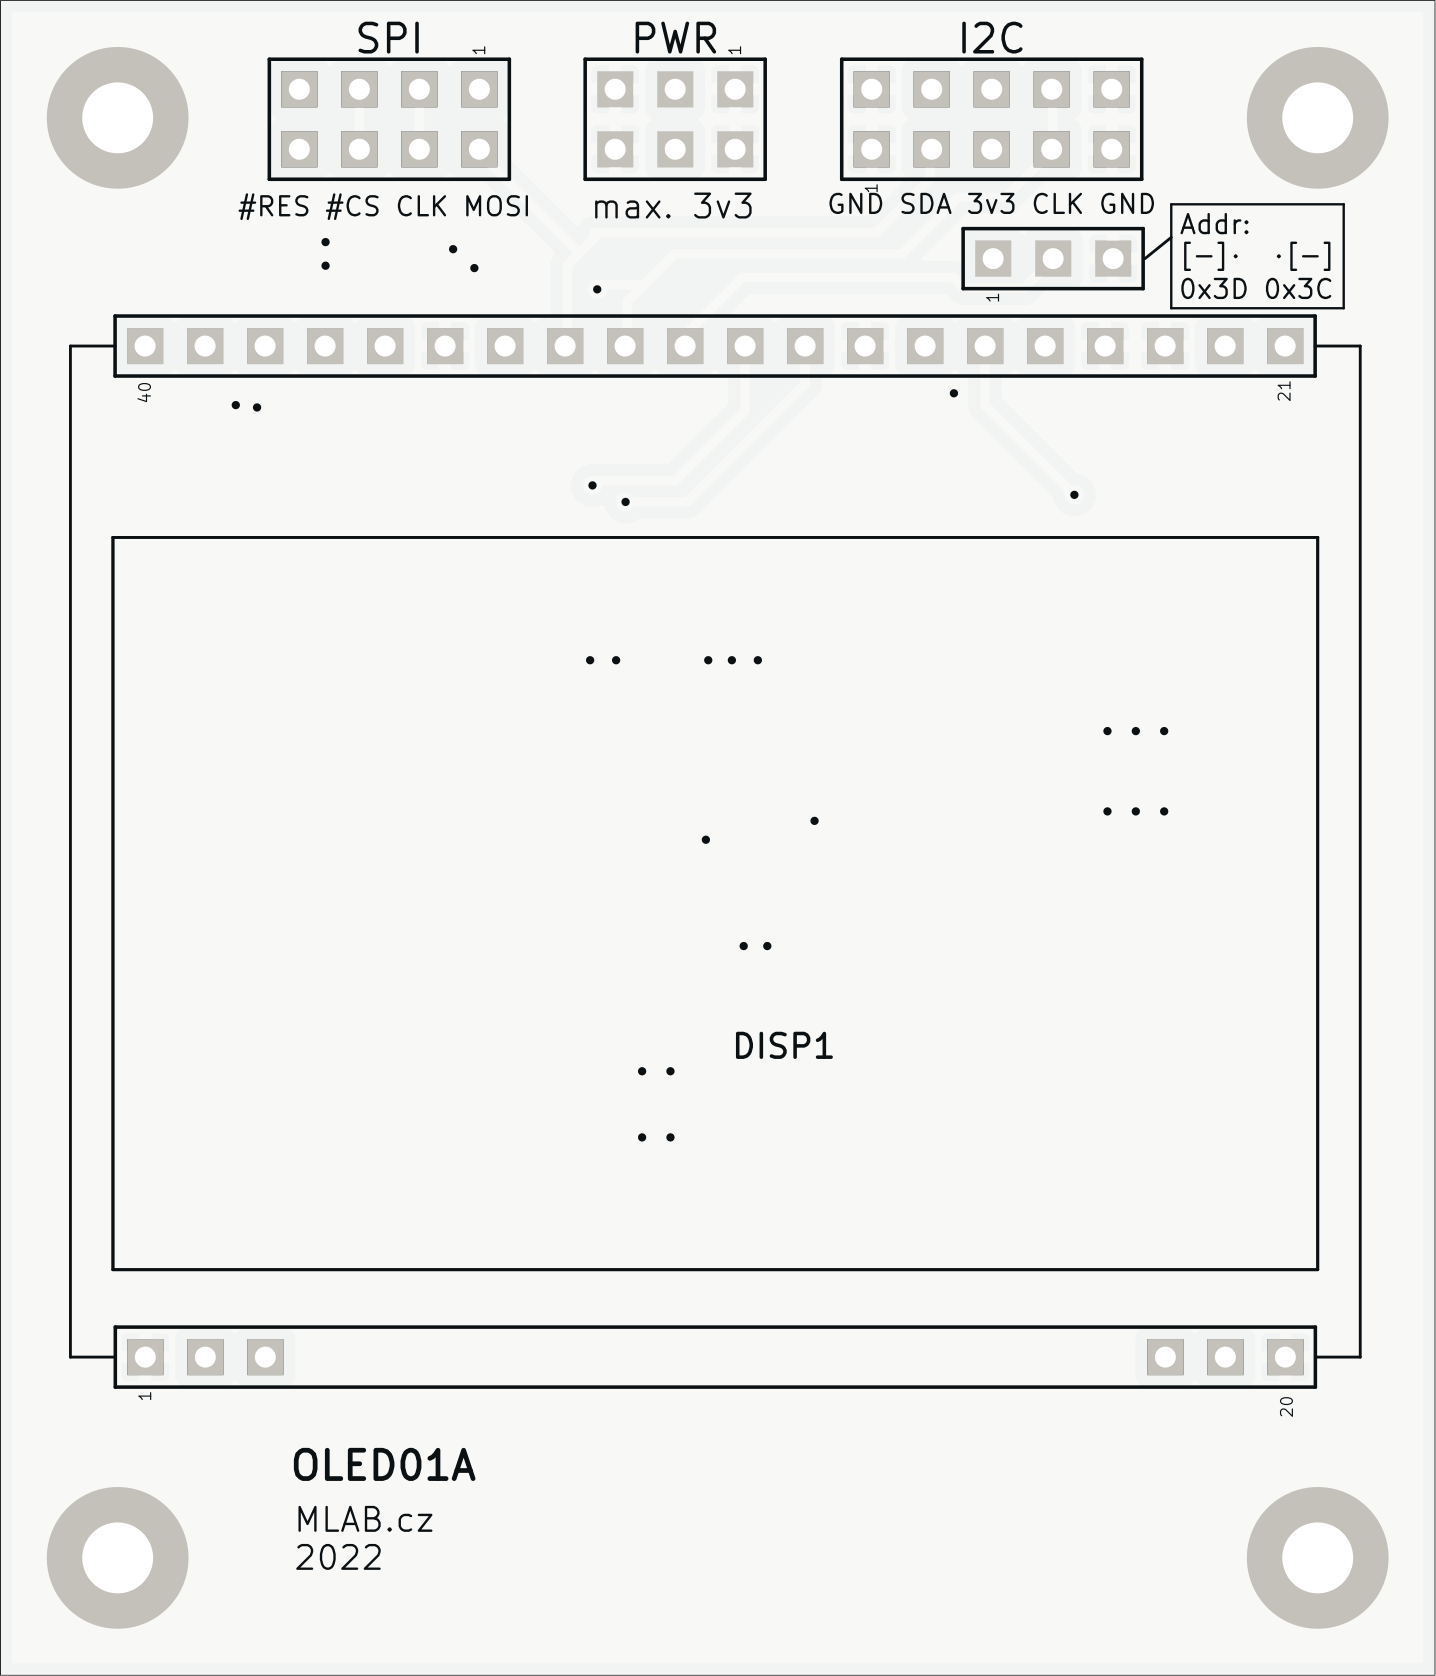 SPI 1 PWR 1 I2C
#RES #CS CLK MOSI max. 3v3 GND SDA 3v3 CLK GND
1
Addr:
[-]· ·[-]
0x3D 0x3C
1
40 21
DISP1
1 20
OLED01A
MLAB.cz
2022